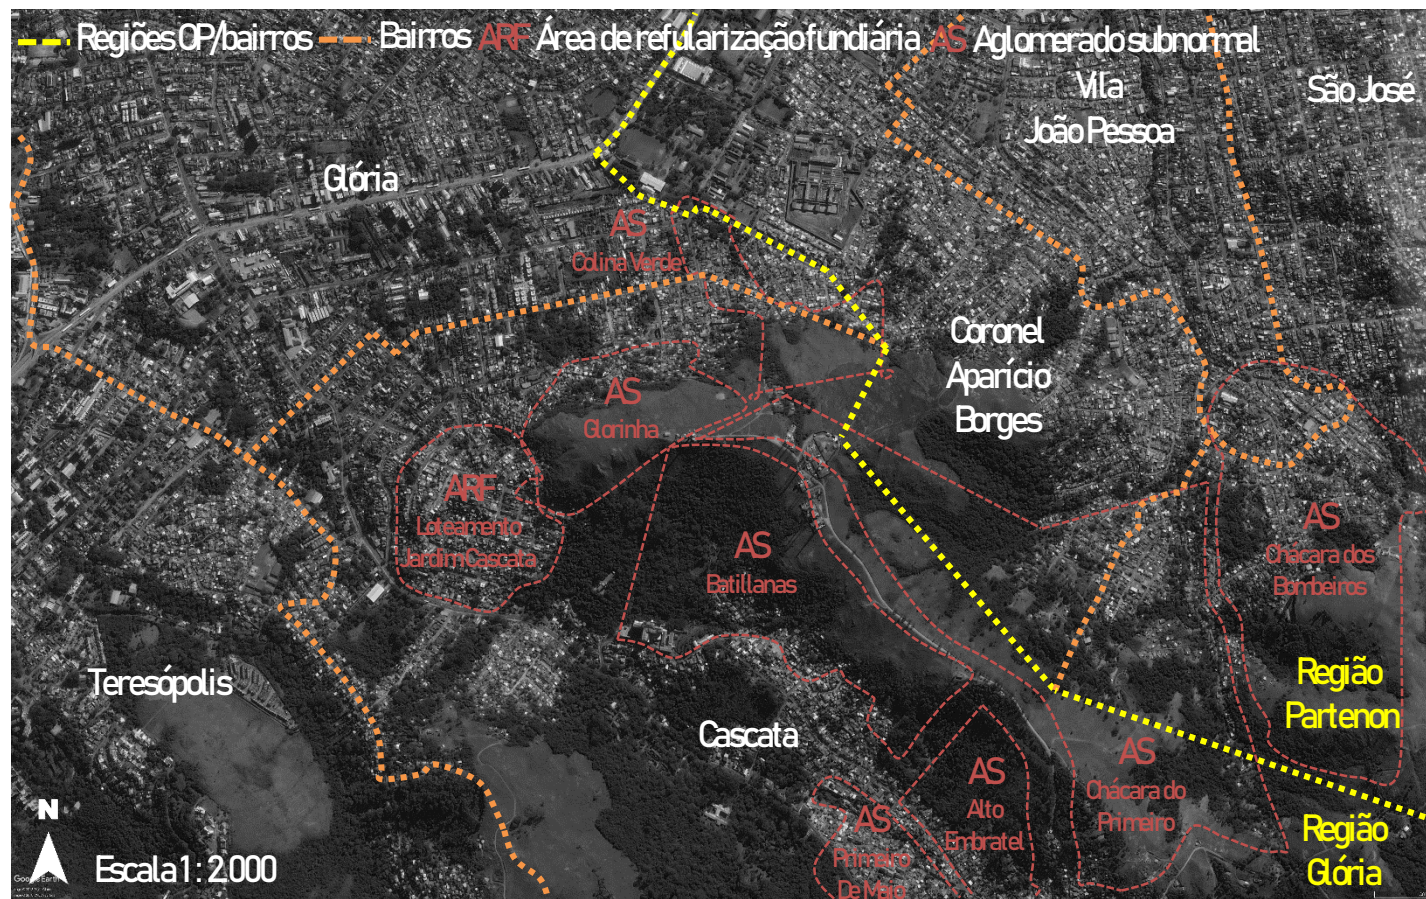 Regiões OP/bairros Bairros ARF Área de refularização fundiária AS Aglomerado subnormal
Vila
João Pessoa
São José
Glória
AS
Colina Verde
Coronel
Aparício
Borges
AS
Glorinha
ARF
Loteamento
Jardim Cascata
AS
Batillanas
AS
Chácara dos
Bombeiros
Teresópolis
Região
Partenon
Cascata
AS
Alto
Embratel
AS
Chácara do
Primeiro
AS
Primeiro
De Maio
Região
Glória
N
Escala 1 : 2.000
Google Earth